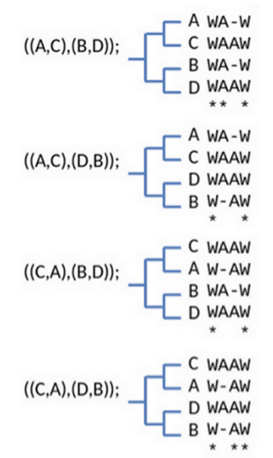 A WA-W
((A,C),(B,D)); C WAAW
B WA-W
D WAAW
** *
A WA-W
((A,C),(D,B)); C WAAW
D WAAW
B W-AW
* *
C WAAW
((C,A),(B,D)); A W-AW
B WA-W
D WAAW
* *
C WAAW
((C,A),(D,B)); A W-AW
D WAAW
B W-AW
* **